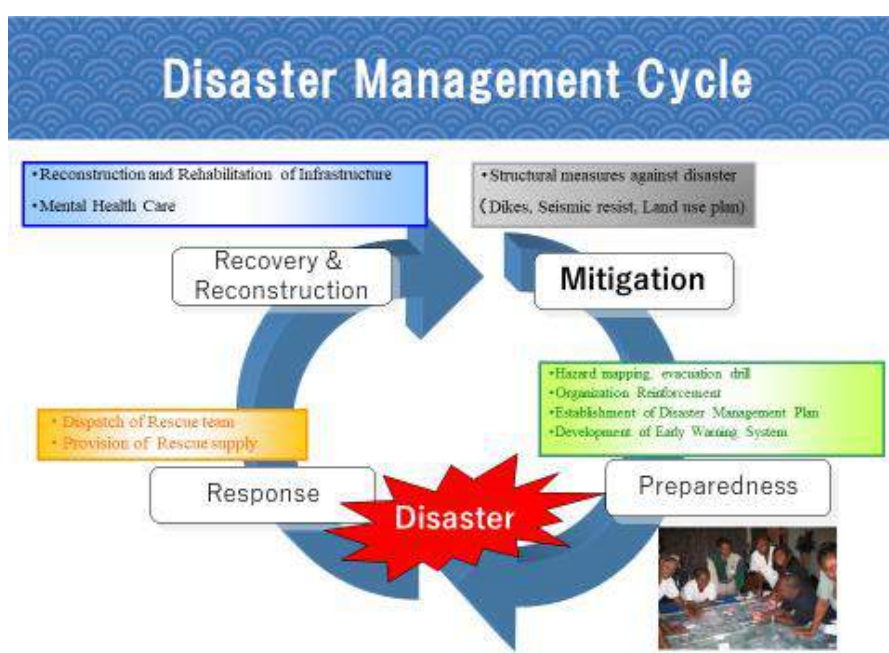 Disaster Management Cycle
•Reconstruction and Rehabilitation of Infrastructure
•Mental Health Care
•Structural measures against disaster
(Dikes, Seismic resist, Land use plan)
Recovery &
Reconstruction
Mitigation
•Hazard mapping, evacuation drill
•Organization Reinforcement
•Establishment of Disaster Management Plan
•Development of Early Warning System
•Dispatch of Rescue team
•Provision of Rescue supply
Response
Disaster
Preparedness